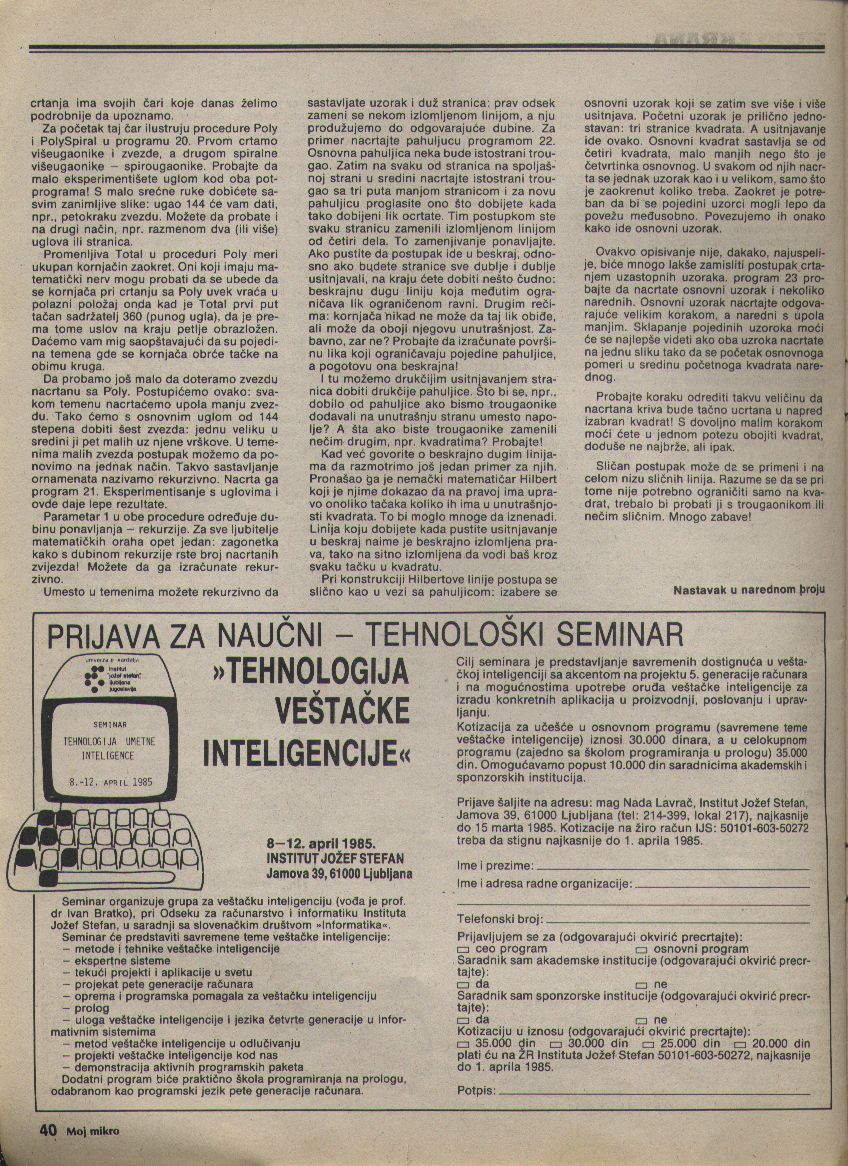 crtanja ima svojih čari koje danas želimo
podrobnije da upoznamo.
Za početak taj čar ilustruju procedure Poly
i PolySpiral u programu 20. Prvom crtamo
višeugaonike i zvezde, a drugom spiralne
višeugaonike — spirougaonike. Probajte da
malo eksperimentišete uglom kod oba pot-
programa! S malo srećne ruke dobićete sa-
svim zanimljive slike: ugao 144 će vam dati,
npr., petokraku zvezdu. Možete da probate i
na drugi način, npr. razmenom dva (ili više)
uglova ili stranica.
Promenljiva Total u proceduri Poly meri
ukupan kornjačin zaokret. Oni koji imaju ma-
tematički nerv mogu probati da se ubede da
se kornjača pri crtanju sa Poly uvek vraća u
polazni položaj onda kad je Total prvi put
tačan sadržatelj 360 (punog ugla), da je pre-
ma tome uslov na kraju petlje obrazložen.
Daćemo vam mig saopštavajući da su pojedi-
na temena gde se kornjača obrće tačke na
obimu kruga.
Da probamo još malo da doteramo zvezdu
nacrtanu sa Poly. Postupićemo ovako: sva-
kom temenu nacrtaćemo upola manju zvez-
du. Tako ćemo s osnovnim uglom od 144
stepena dobiti šest zvezda: jednu veliku u
sredini ji pet malih uz njene vrškove. U teme-
nima malih zvezda postupak možemo da po-
novimo na jednak način. Takvo sastavljanje
ornamenata nazivamo rekurzivno. Nacrta ga
program 21. Eksperimentisanje s uglovima i
ovde daje lepe rezultate.
Parametar 1 u obe procedure određuje du-
binu ponavljanja — rekurzije. Za sve ljubitelje
matematičkih oraha opet jedan: zagonetka
kako s dubinom rekurzije rste broj nacrtanih
zvijezda! Možete da ga izračunate rekur-
zivno.
Umesto u temenima možete rekurzivno da
sastavljate uzorak i duž stranica: prav odsek
zameni se nekom izlomljenom linijom, a nju
produžujemo do odgovarajuće dubine. Za
primer nacrtajte pahuljucu programom 22.
Osnovna pahuljica neka bude istostrani trou-
gao. Zatim na svaku od stranica na spoljaš-
noj strani u sredini nacrtajte istostrani trou-
gao sa tri puta manjom stranicom i za novu
pahuljicu proglasite ono što dobijete kada
tako dobijeni lik ocrtate. Tim postupkom ste
svaku stranicu zamenili izlomljenom linijom
od četiri dela. To zamenjivanje ponavljajte.
Ako pustite da postupak ide u beskraj, odno-
sno ako budete stranice sve dublje i dublje
usitnjavali, na kraju ćete dobiti nešto čudno:
beskrajnu dugu liniju koja međutim ogra-
ničava lik ograničenom ravni. Drugim reči-
ma: kornjača nikad ne može da taj lik obiđe,
ali može da oboji njegovu unutrašnjost. Za-
bavno, zar ne? Probajte da izračunate površi-
nu lika koji ograničavaju pojedine pahuljice,
a pogotovu ona beskrajna!
I tu možemo drukčijim usitnjavanjem stra-
nica dobiti drukčije pahuljice. Što bi se, npr.,
dobilo od pahuljice ako bismo trougaonike
dodavali na unutrašnju stranu umesto napo-
lje? A šta ako biste trougaonike zamenili
nečim drugim, npr. kvadratima? Probajte!
Kad već govorite o beskrajno dugim linija-
ma da razmotrimo još jedan primer za njih.
Pronašao ga je nemački matematičar Hilbert
koji je njime dokazao da na pravoj ima upra-
vo onoliko tačaka koliko ih ima u unutrašnjo-
sti kvadrata. To bi moglo mnoge da iznenadi.
Linija koju dobijete kada pustite usitnjavanje
u beskraj naime je beskrajno izlomljena pra-
va, tako na sitno izlomljena da vodi baš kroz
svaku tačku u kvadratu.
Pri konstrukciji Hilbertove linije postupa se
slično kao u vezi sa pahuljicom: izabere se
osnovni uzorak koji se zatim sve više i više
usitnjava. Početni uzorak je prilično jedno-
stavan: tri stranice kvadrata. A usitnjavanje
ide ovako. Osnovni kvadrat sastavlja se od
četiri kvadrata, malo manjih nego što je
četvrtinka osnovnog. U svakom od njih nacr-
ta se jednak uzorak kao i u velikom, samo što
je zaokrenut koliko treba. Zaokret je potre-
ban da bi se pojedini uzorci mogli lepo da
povežu međusobno. Povezujemo ih onako
kako ide osnovni uzorak.
Ovakvo opisivanje nije, dakako, najuspeli-
je, biće mnogo lakše zamisliti postupak crta-
njem uzastopnih uzoraka. program 23 pro-
bajte da nacrtate osnovni uzorak i nekoliko
narednih. Osnovni uzorak nacrtajte odgova-
rajuće velikim korakom, a naredni s upola
manjim. Sklapanje pojedinih uzoroka moći
će se najlepše videti ako oba uzroka nacrtate
na jednu sliku tako da se početak osnovnoga
pomeri u sredinu početnoga kvadrata nare-
dnog.
Probajte koraku odrediti takvu veličinu da
nacrtana kriva bude tačno ucrtana u napred
izabran kvadrat! S dovoljno malim korakom
moći ćete u jednom potezu obojiti kvadrat,
doduše ne najbrže, ali ipak.
Sličan postupak može da se primeni i na
celom nizu sličnih linija. Razume se da se pri
tome nije potrebno ograničiti samo na kva-
drat, trebalo bi probati ji s trougaonikom ili
nečim sličnim. Mnogo zabave!
Nastavak u narednom broju
PRIJAVA ZA NAUČNI — TEHNOLOŠKI SEMINAR
univerza e. kardelja
institut
"jožef stefan"
ljubljana
jugoslavija
SEMINAR
TEHNOLOGIJA UMETNE
INTELIGENCE
8.-12. APRIL 1985
»TEHNOLOGIJA
VEŠTAČKE
INTELIGENCIJE«
8—12. april 1985.
INSTITUT JOŽEF STEFAN
Jamova 39, 61000 Ljubljana
Seminar organizuje grupa za veštačku inteligenciju (vođa je prof.
dr Ivan Bratko), pri Odseku za računarstvo i informatiku Instituta
Jožef Stefan, u saradnji sa slovenačkim društvom »Informatika«.
Seminar će predstaviti savremene teme veštačke inteligencije:
— metode i tehnike veštačke inteligencije
— ekspertne sisteme
— tekući projekti i aplikacije u svetu
— projekat pete generacije računara
— oprema i programska pomagala za veštačku inteligenciju
— prolog
— uloga veštačke inteligencije i jezika četvrte generacije u infor-
mativnim sistemima
— metod veštačke inteligencije u odlučivanju
— projekti veštačke inteligencije kod nas
— demonstracija aktivnih programskih paketa
Dodatni program biće praktično škola programiranja na prologu,
odabranom kao programski jezik pete generacije računara.
Cilj seminara je predstavljanje savremenih dostignuća u vešta-
čkoj inteligenciji sa akcentom na projektu 5. generacije računara
i na mogućnostima upotrebe oruđa veštačke inteligencije za
izradu konkretnih aplikacija u proizvodnji, poslovanju i uprav-
ljanju.
Kotizacija za učešće u osnovnom programu (savremene teme
veštačke inteligencije) iznosi 30.000 dinara, a u celokupnom
programu (zajedno sa školom programiranja u prologu) 35.000
din. Omogućavamo popust 10.000 din saradnicima akademskih i
sponzorskih institucija.
Prijave šaljite na adresu: mag Nada Lavrač, Institut Jožef Stefan,
Jamova 39, 61000 Ljubljana (tel: 214-399, lokal 217), najkasnije
do 15 marta 1985. Kotizacije na žiro račun IJS: 50101-603-50272
treba da stignu najkasnije do 1. aprila 1985.
Ime i prezime:
Ime i adresa radne organizacije:
Telefonski broj:
Prijavljujem se za (odgovarajući okvirić precrtajte):
ceo program osnovni program
Saradnik sam akademske institucije (odgovarajući okvirić precr-
tajte):
da ne
Saradnik sam sponzorske institucije (odgovarajući okvirić precr-
tajte):
da ne
Kotizaciju u iznosu (odgovarajući okvirić precrtajte):
35.000 din 30.000 din 25.000 din 20.000 din
plati ću na ŽR Instituta Jožef Stefan 50101-603-50272, najkasnije
do 1. aprila 1985.
Potpis:
40 Moj mikro